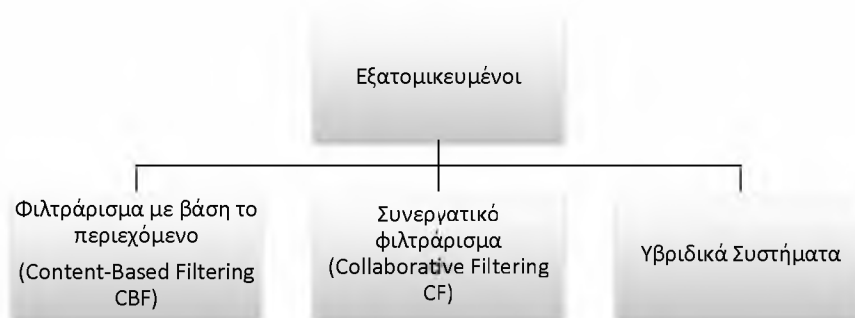 Εξατομικευμένοι
Φιλτράρισμα με βάση το
περιεχόμενο
(Content-Based Filtering
CBF)
Συνεργατικό
φιλτράρισμα
(Collaborative Filtering
CF)
Υβριδικά Συστήματα